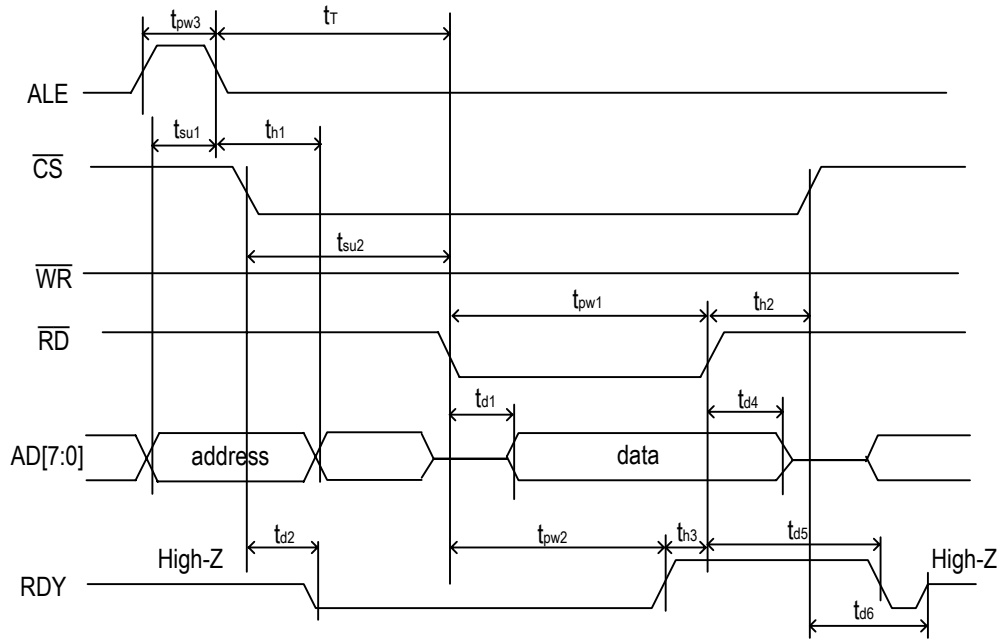 tpw3 tT
ALE
tsu1 th1
CS
tsu2
WR
tpw1 th2
RD
td1 td4
AD[7:0] address data
td2 tpw2 th3 td5
High-Z High-Z
RDY
td6